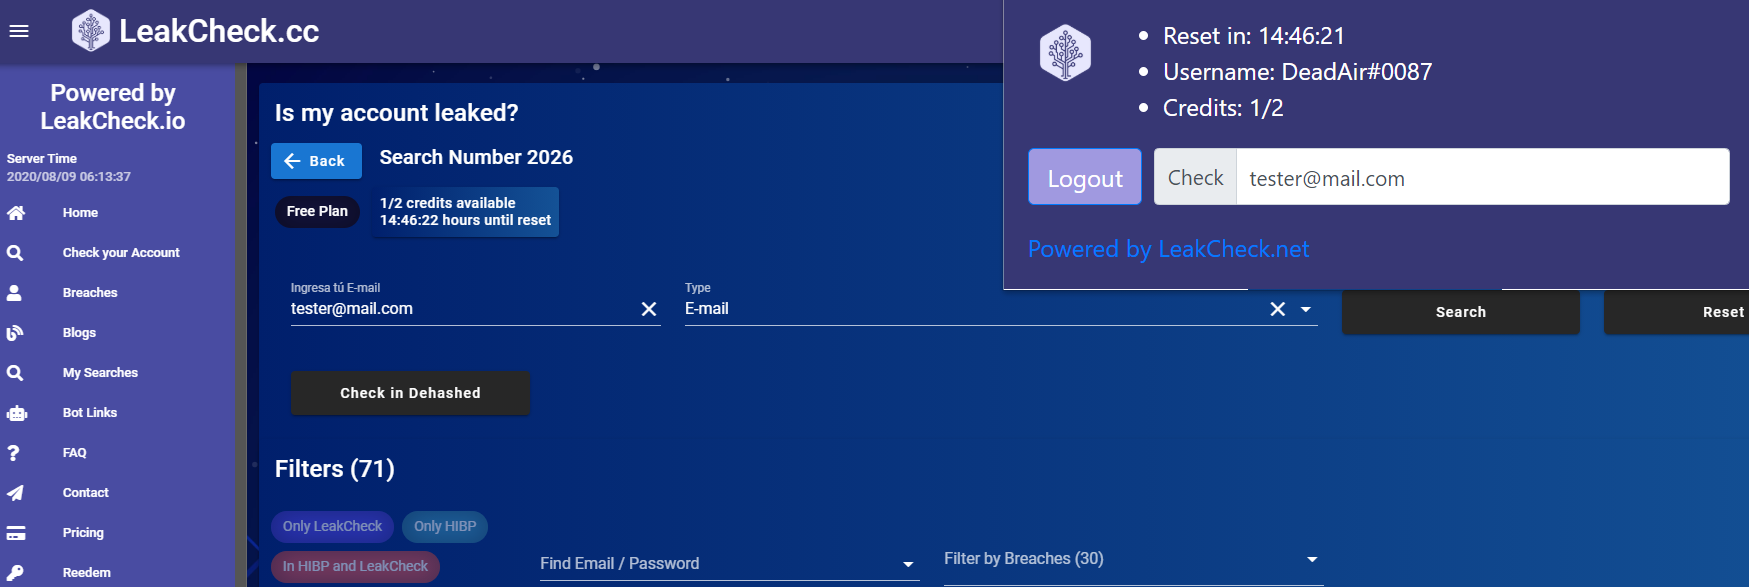 LeakCheck.cc
Powered by
LeakCheck.io
Server Time
2020/08/09 06:13:37
Home
Check your Account
Breaches
Blogs
My Searches
Bot Links
FAQ
Contact
Pricing
Reedem
Is my account leaked?
Back
Search Number 2026
Free Plan
1/2 credits available
14:46:22 hours until reset
Ingresa tú E-mail
tester@mail.com
Type
E-mail
Search
Reset
Check in Dehashed
Filters (71)
Only LeakCheck
Only HIBP
In HIBP and LeakCheck
Find Email / Password
Filter by Breaches (30)
Reset in: 14:46:21
Username: DeadAir#0087
Credits: 1/2
Logout
Check
tester@mail.com
Powered by LeakCheck.net